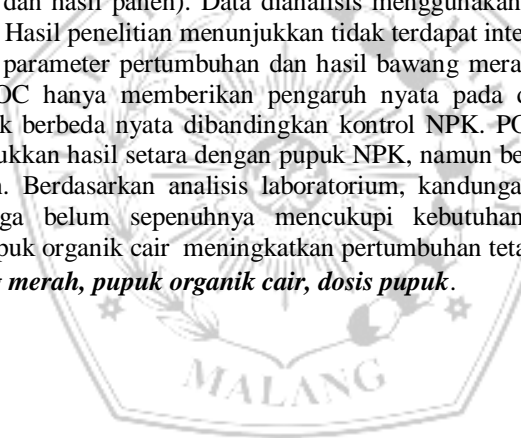 dan hasil panen). Data dianalisis menggunakan
Hasil penelitian menunjukkan tidak terdapat inte
parameter pertumbuhan dan hasil bawang mera
OC hanya memberikan pengaruh nyata pada
k berbeda nyata dibandingkan kontrol NPK. PO
ukkan hasil setara dengan pupuk NPK, namun be
. Berdasarkan analisis laboratorium, kandunga
ga belum sepenuhnya mencukupi kebutuhan
puk organik cair meningkatkan pertumbuhan teta
merah, pupuk organik cair, dosis pupuk.
MALANG